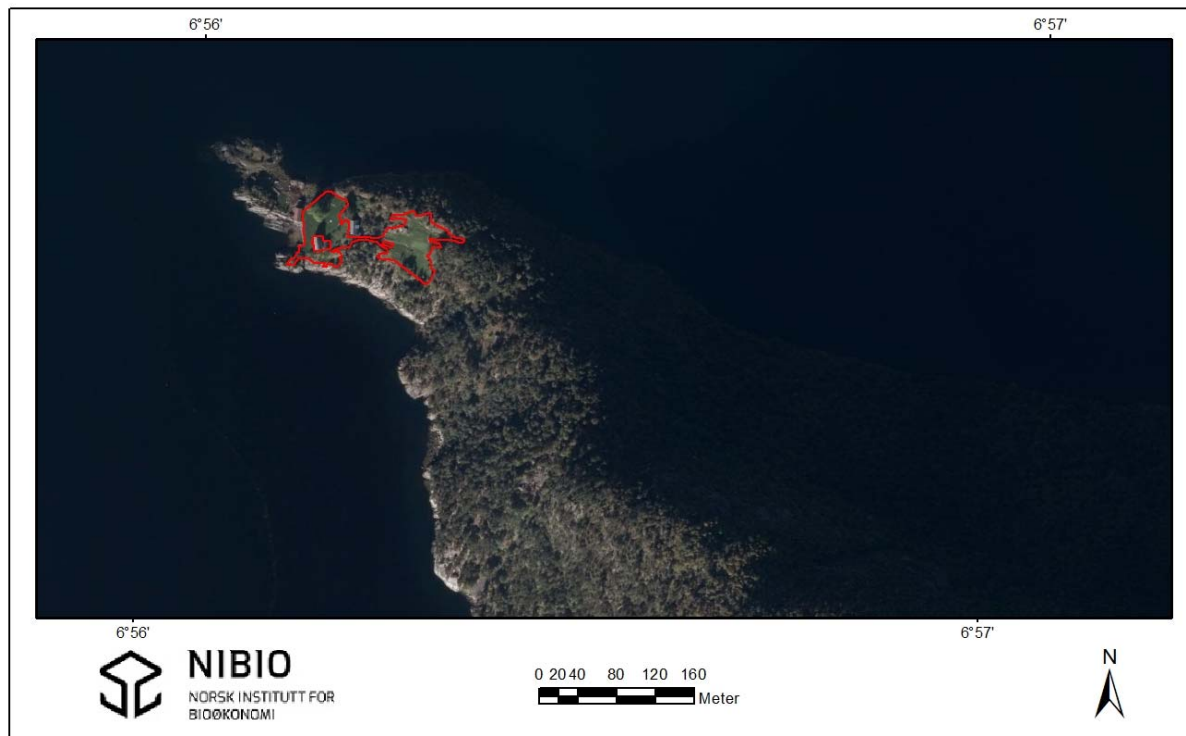 6°56'
6°57'
6°56'
6°57'
NIBIO
NORSK INSTITUTT FOR
BIOØKONOMI
0 20 40 80 120 160
Meter
N